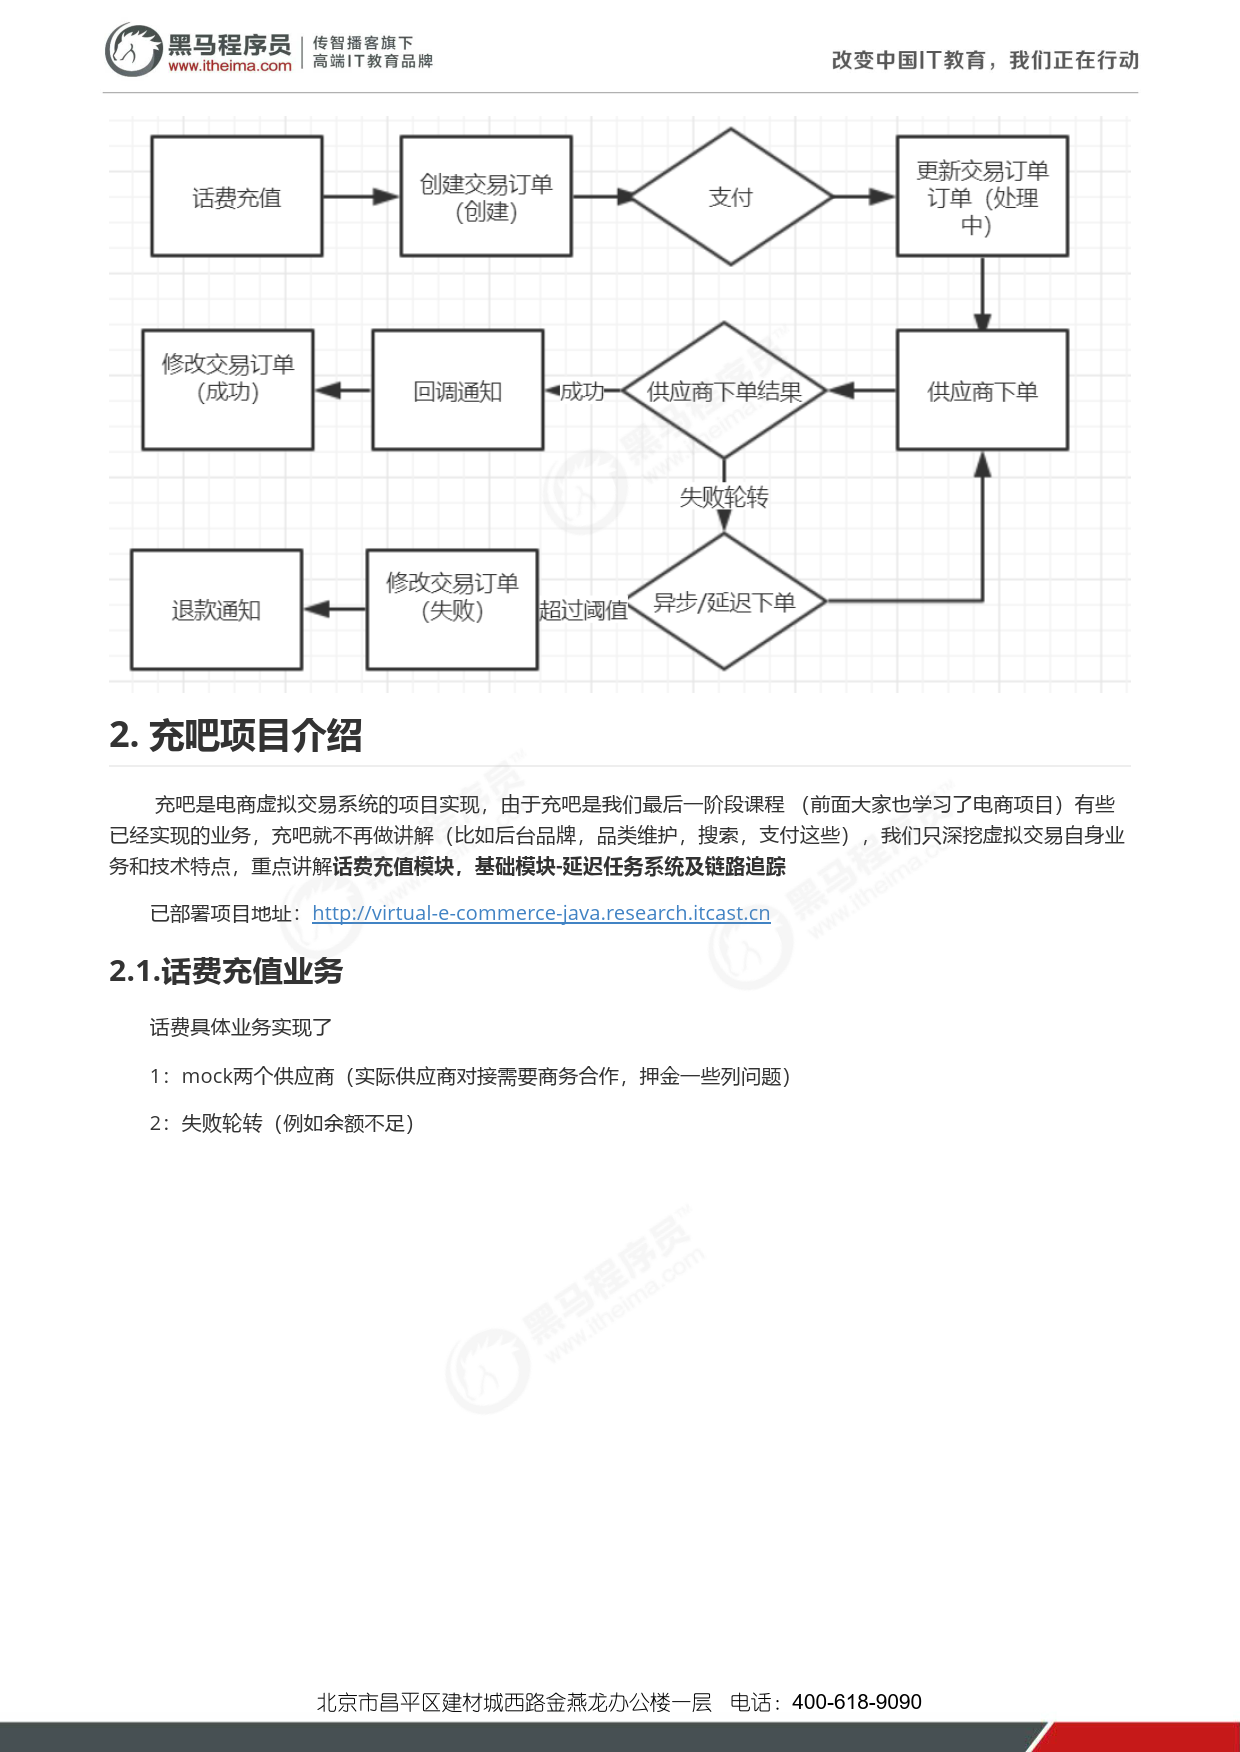 黑马程序员
www.itheima.com
传智播客旗下
高端IT教育品牌
改变中国IT教育，我们正在行动
话费充值
创建交易订单
（创建）
支付
更新交易订单
订单（处理
中）
修改交易订单
（成功）
回调通知
成功
供应商下单结果
供应商下单
失败轮转
退款通知
修改交易订单
（失败）
超过阈值
异步/延迟下单
2. 充吧项目介绍
充吧是电商虚拟交易系统的项目实现，由于充吧是我们最后一阶段课程 （前面大家也学习了电商项目）有些
已经实现的业务，充吧就不再做讲解（比如后台品牌，品类维护，搜索，支付这些），我们只深挖虚拟交易自身业
务和技术特点，重点讲解话费充值模块，基础模块-延迟任务系统及链路追踪
已部署项目地址：http://virtual-e-commerce-java.research.itcast.cn
2.1.话费充值业务
话费具体业务实现了
1：mock两个供应商（实际供应商对接需要商务合作，押金一些列问题）
2：失败轮转（例如余额不足）
北京市昌平区建材城西路金燕龙办公楼一层 电话：400-618-9090